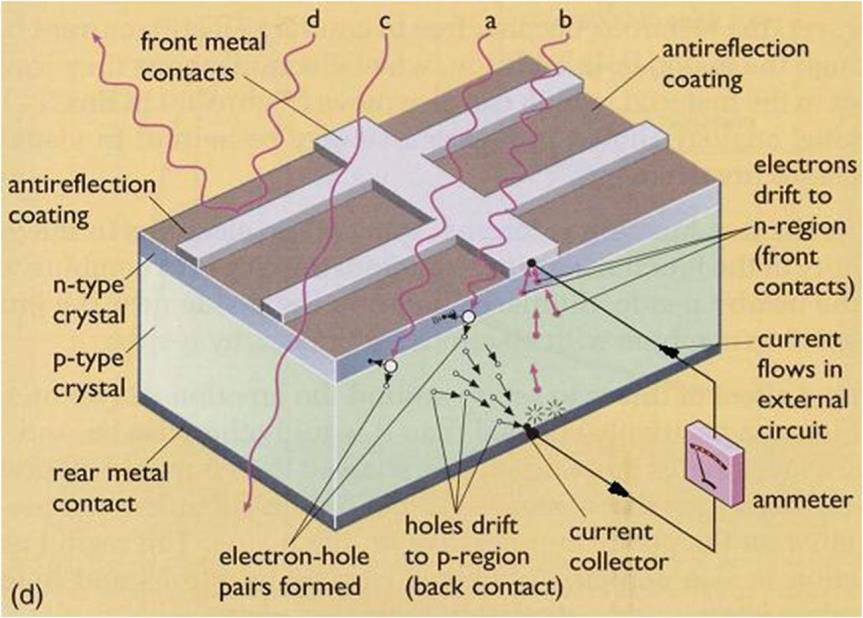 d
c
a
b
front metal
contacts
antireflection
coating
antireflection
coating
electrons
drift to
n-region
(front
contacts)
n-type
crystal
p-type
crystal
current
flows in
external
circuit
rear metal
contact
ammeter
electron-hole
pairs formed
holes drift
to p-region
(back contact)
current
collector
(d)